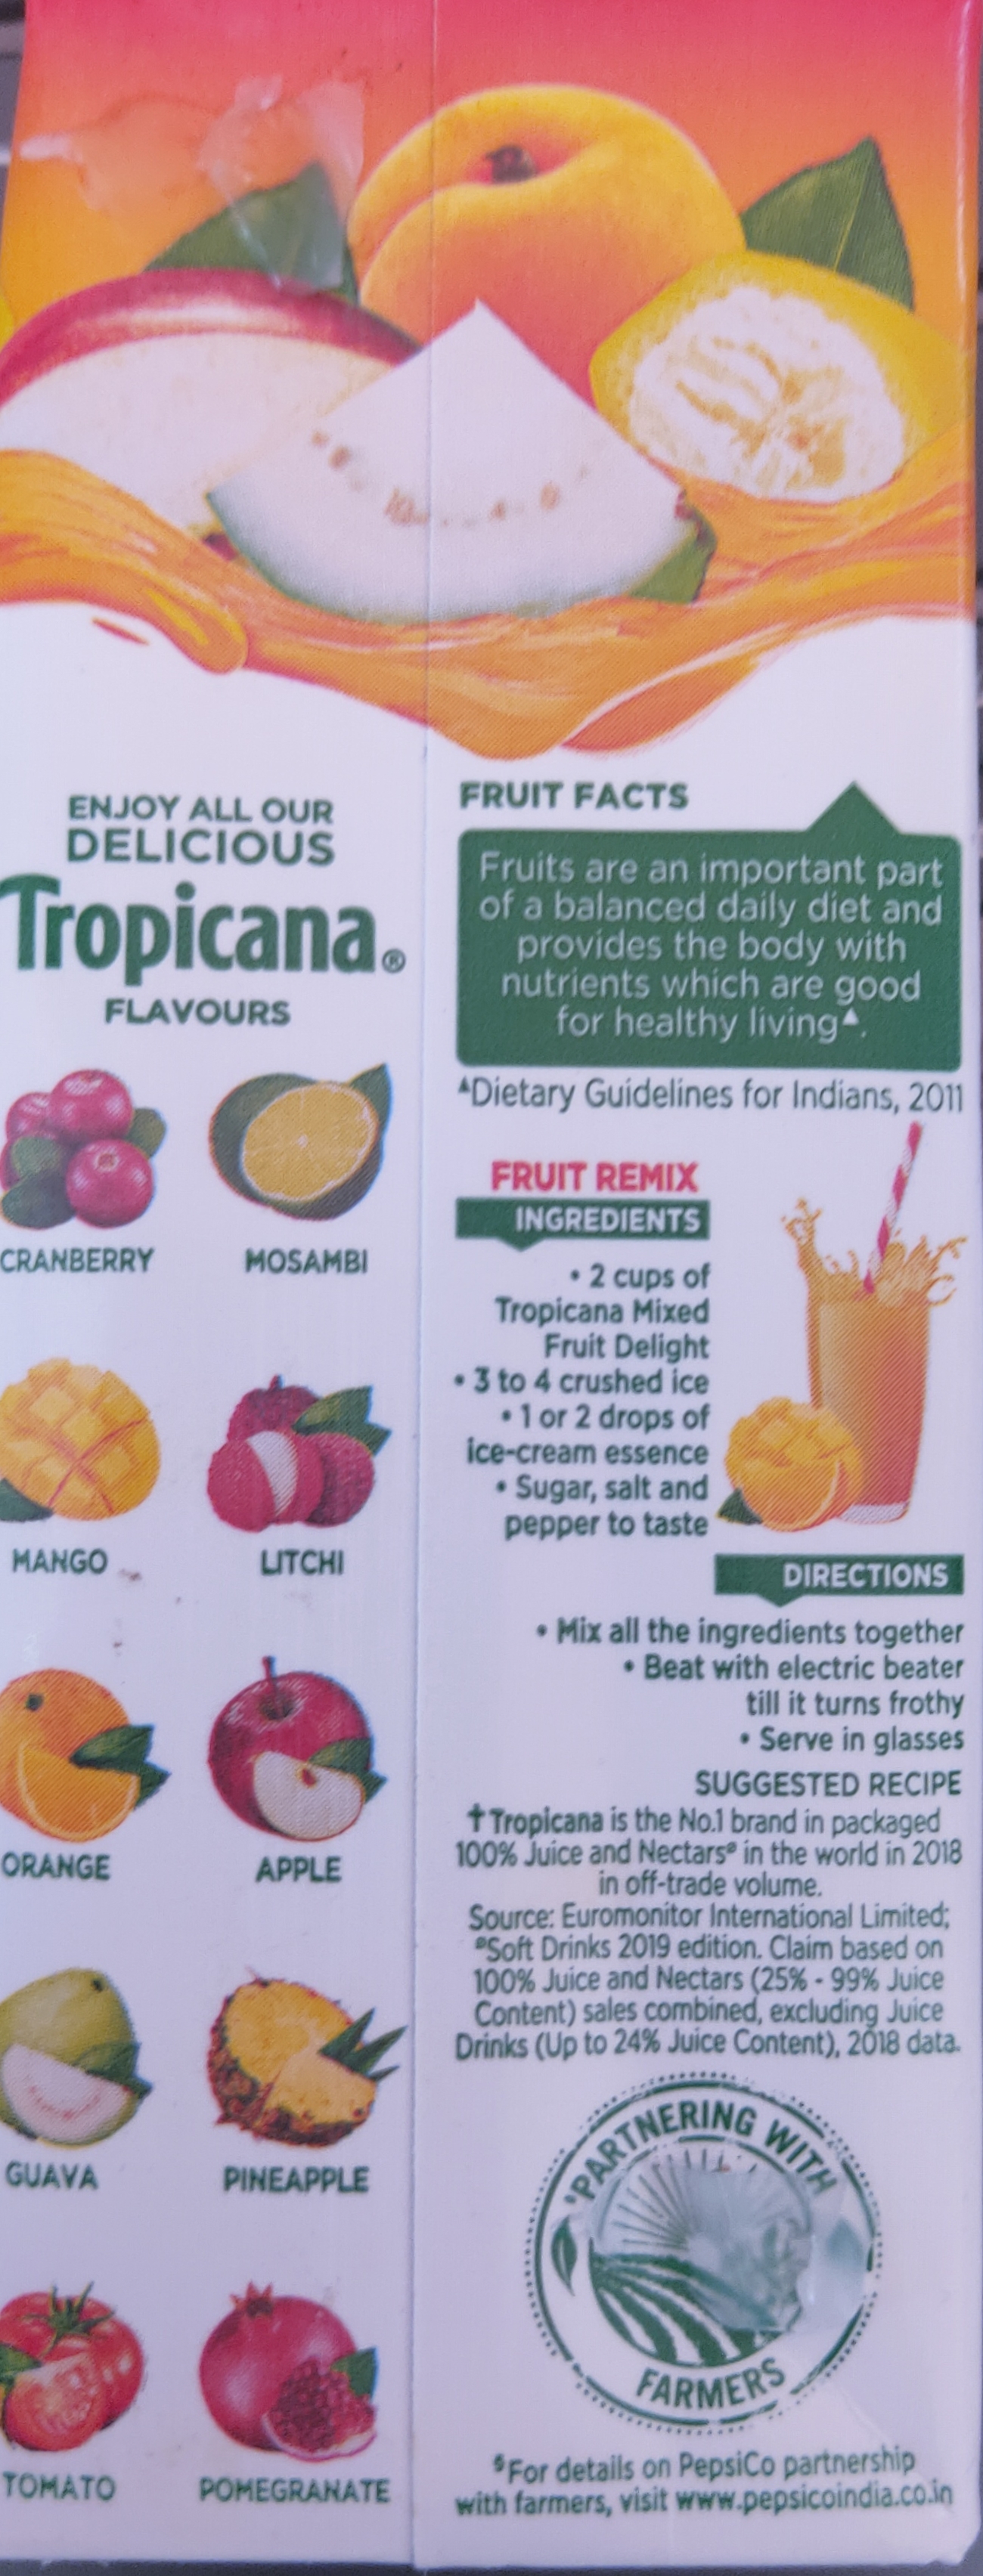 ENJOY ALL OUR
DELICIOUS
Tropicana®
FLAVOURS
CRANBERRY
MOSAMBI
MANGO
LITCHI
ORANGE
APPLE
GUAVA
PINEAPPLE
TOMATO
POMEGRANATE
FRUIT FACTS
Fruits are an important part
of a balanced daily diet and
provides the body with
nutrients which are good
for healthy living▲.
▲Dietary Guidelines for Indians, 2011
FRUIT REMIX
INGREDIENTS
• 2 cups of
Tropicana Mixed
Fruit Delight
• 3 to 4 crushed ice
• 1 or 2 drops of
ice-cream essence
• Sugar, salt and
pepper to taste
DIRECTIONS
• Mix all the ingredients together
• Beat with electric beater
till it turns frothy
• Serve in glasses
SUGGESTED RECIPE
†Tropicana is the No.1 brand in packaged
100% Juice and Nectars⁠ø in the world in 2018
in off-trade volume.
Source: Euromonitor International Limited;
øSoft Drinks 2019 edition. Claim based on
100% Juice and Nectars (25% - 99% Juice
Content) sales combined, excluding Juice
Drinks (Up to 24% Juice Content), 2018 data.
PARTNERING WITH
FARMERS
$For details on PepsiCo partnership
with farmers, visit www.pepsicoindia.co.in